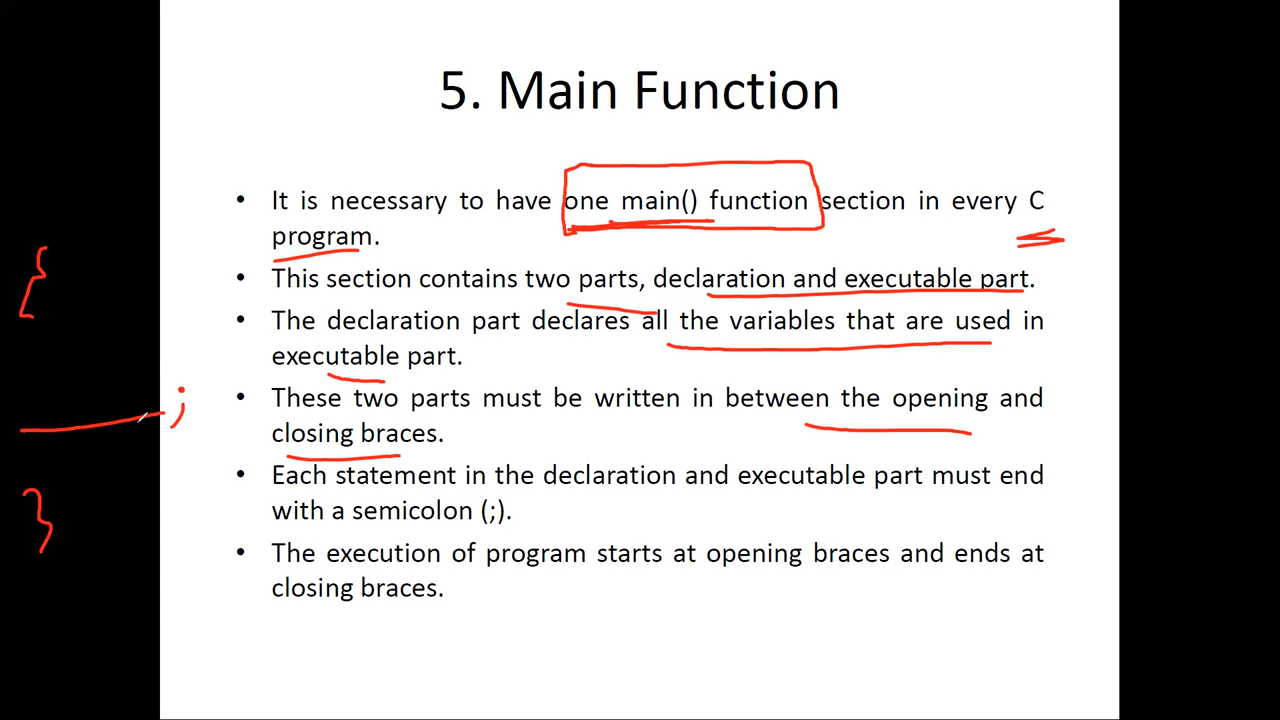 5. Main Function
• It is necessary to have one main() function section in every C
program.
• This section contains two parts, declaration and executable part.
• The declaration part declares all the variables that are used in
executable part.
• These two parts must be written in between the opening and
closing braces.
• Each statement in the declaration and executable part must end
with a semicolon (;).
• The execution of program starts at opening braces and ends at
closing braces.
{
;
}